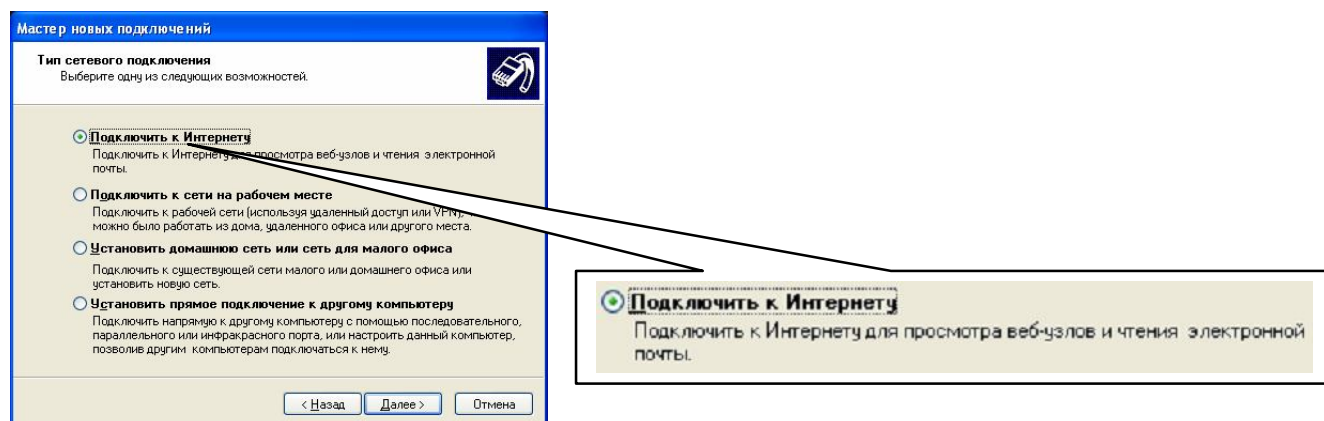 Мастер новых подключений
Тип сетевого подключения
Выберите одну из следующих возможностей.
Подключить к Интернету
Подключить к Интернету для просмотра веб-узлов и чтения электронной
почты.
Подключить к сети на рабочем месте
Подключить к рабочей сети (используя удаленный доступ или VPN),
можно было работать из дома, удаленного офиса или другого места.
Установить домашнюю сеть или сеть для малого офиса
Подключить к существующей сети малого или домашнего офиса или
установить новую сеть.
Установить прямое подключение к другому компьютеру
Подключить напрямую к другому компьютеру с помощью последовательного,
параллельного или инфракрасного порта, или настроить данный компьютер,
позволив другим компьютерам подключаться к нему.
< Назад
Далее >
Отмена
Подключить к Интернету
Подключить к Интернету для просмотра веб-узлов и чтения электронной
почты.